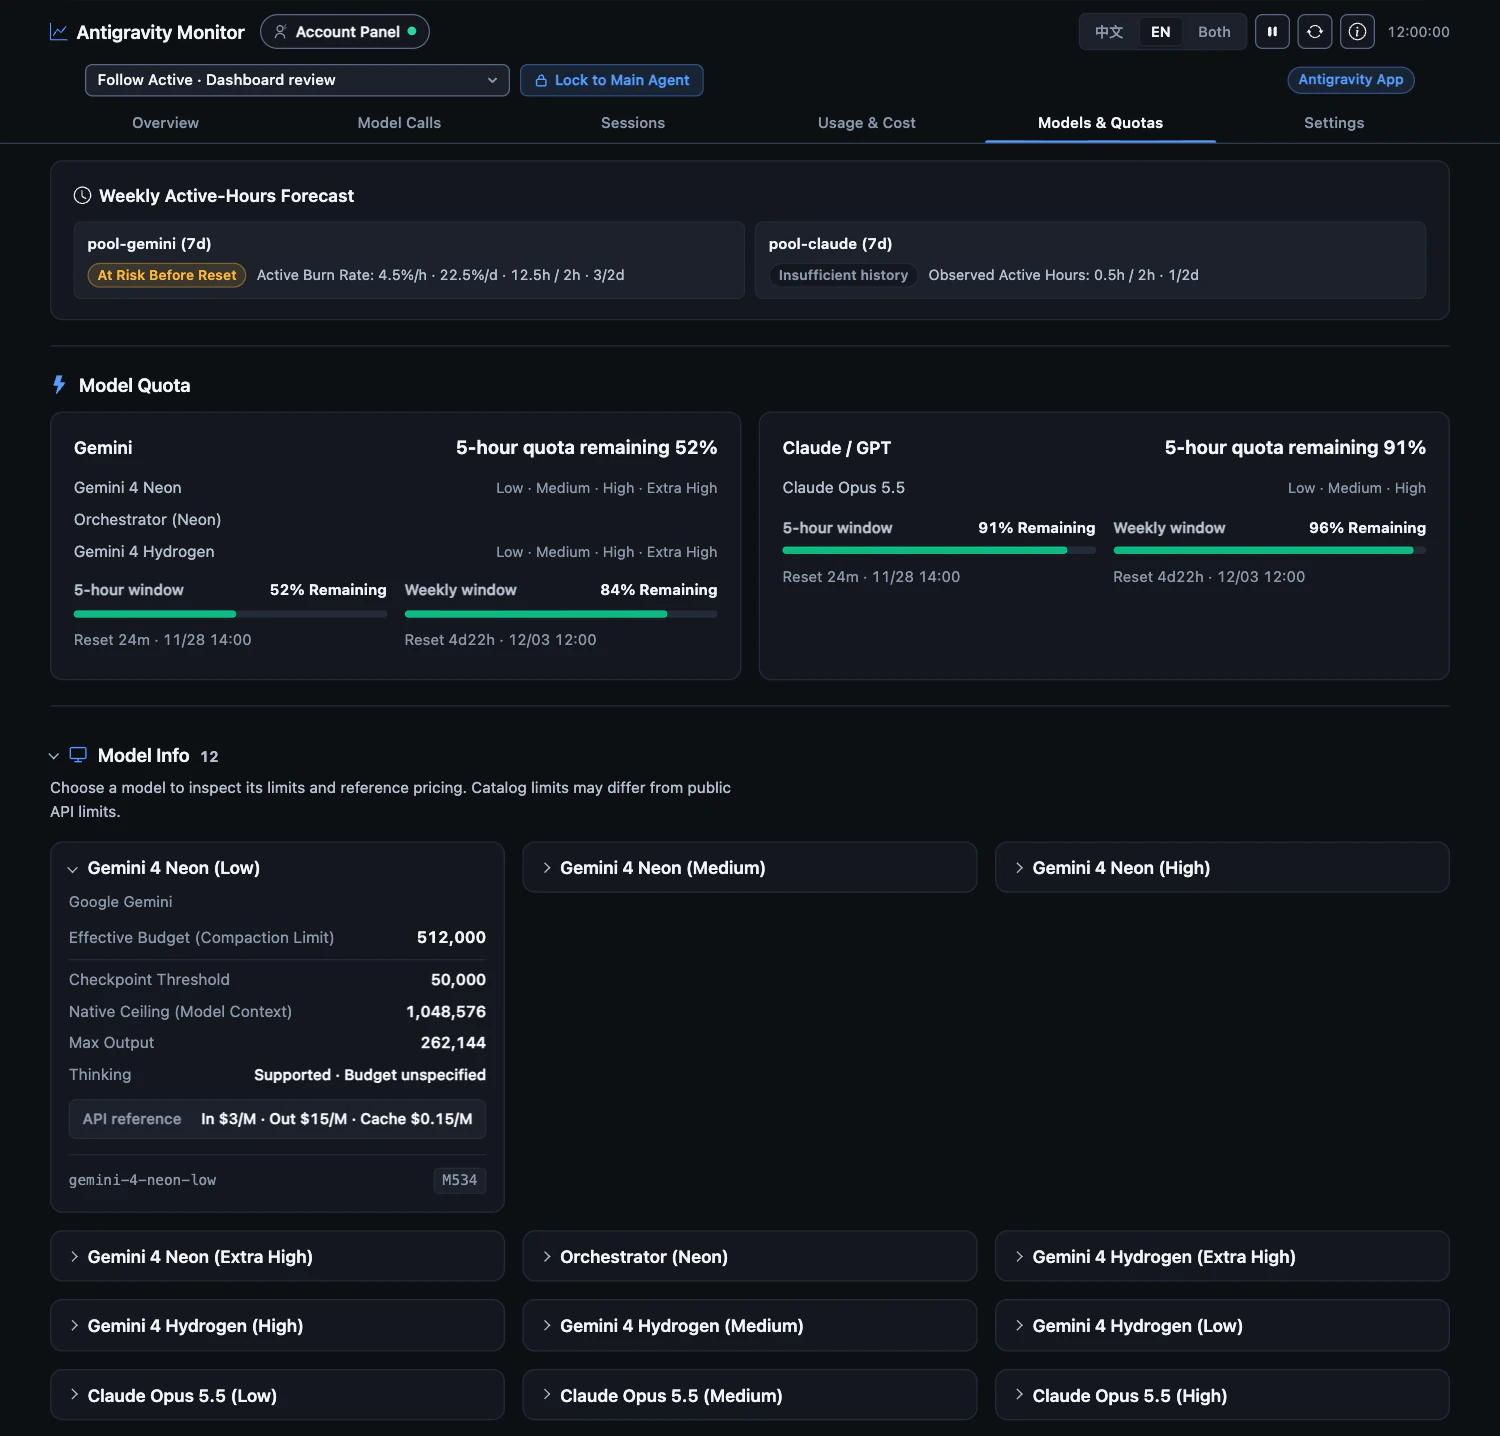 Antigravity Monitor
Account Panel
中文 EN Both
12:00:00
Follow Active · Dashboard review
Lock to Main Agent
Antigravity App
Overview
Model Calls
Sessions
Usage & Cost
Models & Quotas
Settings
Weekly Active-Hours Forecast
pool-gemini (7d)
At Risk Before Reset Active Burn Rate: 4.5%/h · 22.5%/d · 12.5h / 2h · 3/2d
pool-claude (7d)
Insufficient history Observed Active Hours: 0.5h / 2h · 1/2d
Model Quota
Gemini 5-hour quota remaining 52%
Gemini 4 Neon Low · Medium · High · Extra High
Orchestrator (Neon)
Gemini 4 Hydrogen Low · Medium · High · Extra High
5-hour window 52% Remaining
Reset 24m · 11/28 14:00
Weekly window 84% Remaining
Reset 4d22h · 12/03 12:00
Claude / GPT 5-hour quota remaining 91%
Claude Opus 5.5 Low · Medium · High
5-hour window 91% Remaining
Reset 24m · 11/28 14:00
Weekly window 96% Remaining
Reset 4d22h · 12/03 12:00
Model Info 12
Choose a model to inspect its limits and reference pricing. Catalog limits may differ from public
API limits.
Gemini 4 Neon (Low)
Google Gemini
Effective Budget (Compaction Limit) 512,000
Checkpoint Threshold 50,000
Native Ceiling (Model Context) 1,048,576
Max Output 262,144
Thinking Supported · Budget unspecified
API reference In $3/M · Out $15/M · Cache $0.15/M
gemini-4-neon-low M534
Gemini 4 Neon (Medium)
Gemini 4 Neon (High)
Gemini 4 Neon (Extra High)
Orchestrator (Neon)
Gemini 4 Hydrogen (Extra High)
Gemini 4 Hydrogen (High)
Gemini 4 Hydrogen (Medium)
Gemini 4 Hydrogen (Low)
Claude Opus 5.5 (Low)
Claude Opus 5.5 (Medium)
Claude Opus 5.5 (High)